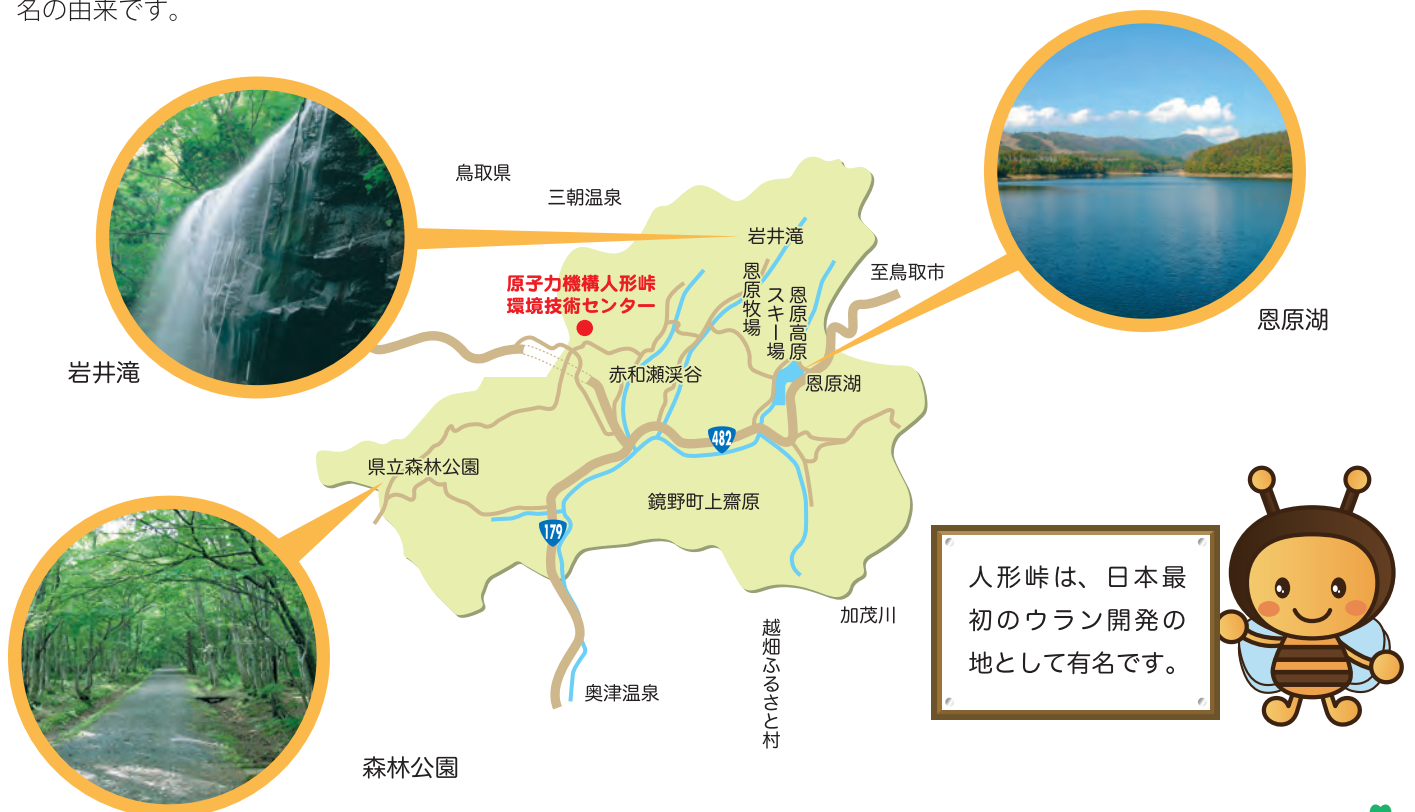 名の由来です。
鳥取県
三朝温泉
岩井滝
恩原牧場
恩原高原
スキー場
至鳥取市
恩原湖
原子力機構人形峠
環境技術センター
岩井滝
赤和瀬渓谷
恩原湖
482
県立森林公園
鏡野町上齋原
179
人形峠は、日本最
初のウラン開発の
地として有名です。
加茂川
越畑ふるさと村
奥津温泉
森林公園